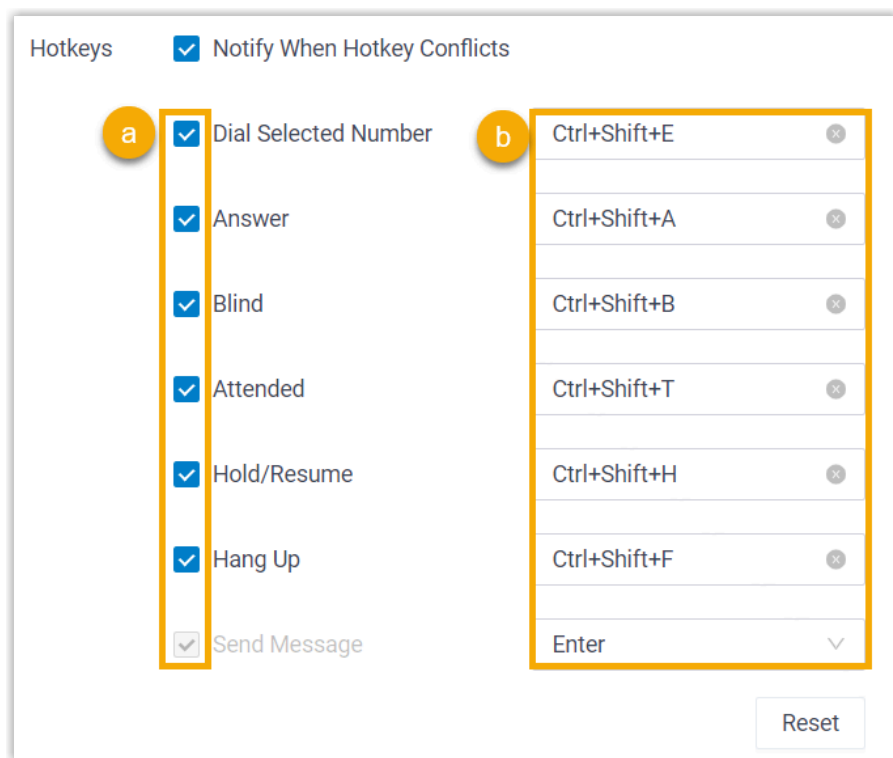 Hotkeys Notify When Hotkey Conflicts
a Dial Selected Number b Ctrl+Shift+E
Answer Ctrl+Shift+A
Blind Ctrl+Shift+B
Attended Ctrl+Shift+T
Hold/Resume Ctrl+Shift+H
Hang Up Ctrl+Shift+F
Send Message Enter
Reset